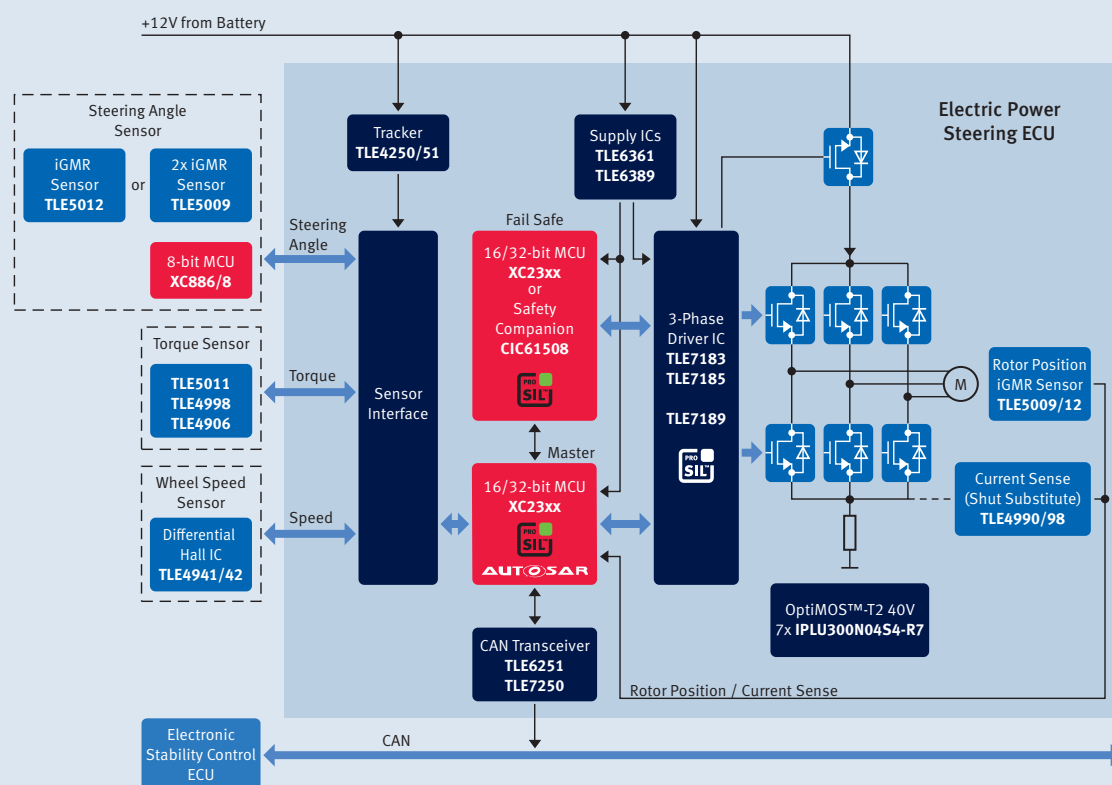 +12V from Battery
Electric Power
Steering ECU
Steering Angle
Sensor
iGMR
Sensor
TLE5012
or
2x iGMR
Sensor
TLE5009
8-bit MCU
XC886/8
Steering
Angle
Tracker
TLE4250/51
Supply ICs
TLE6361
TLE6389
Torque Sensor
TLE5011
TLE4998
TLE4906
Torque
Wheel Speed
Sensor
Differential
Hall IC
TLE4941/42
Speed
Sensor
Interface
Fail Safe
16/32-bit MCU
XC23xx
or
Safety
Companion
CIC61508
PRO
SIL™
Master
16/32-bit MCU
XC23xx
PRO
SIL™
AUTOSAR
3-Phase
Driver IC
TLE7183
TLE7185
TLE7189
PRO
SIL™
M
Rotor Position
iGMR Sensor
TLE5009/12
Current Sense
(Shut Substitute)
TLE4990/98
OptiMOS™-T2 40V
7x IPLU300N04S4-R7
CAN Transceiver
TLE6251
TLE7250
Rotor Position / Current Sense
Electronic
Stability Control
ECU
CAN